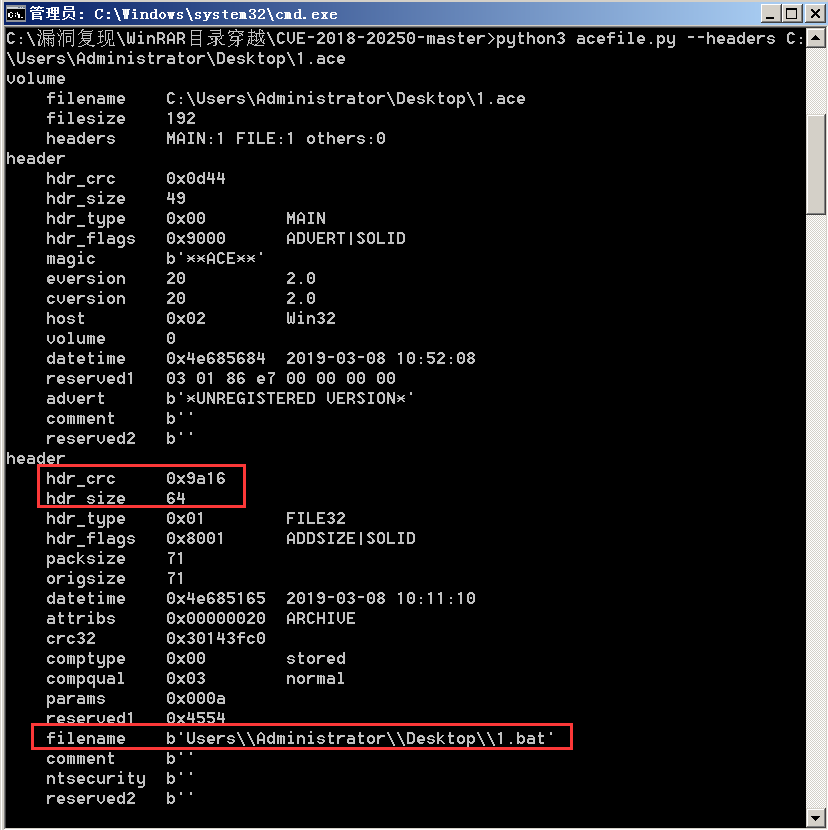 管理员: C:\Windows\system32\cmd.exe
C:\漏洞复现\WinRAR目录穿越\CVE-2018-20250-master>python3 acefile.py --headers C:
\Users\Administrator\Desktop\1.ace
volume
    filename    C:\Users\Administrator\Desktop\1.ace
    filesize    192
    headers     MAIN:1 FILE:1 others:0
header
    hdr_crc     0x0d44
    hdr_size    49
    hdr_type    0x00        MAIN
    hdr_flags   0x9000      ADVERT|SOLID
    magic       b'**ACE**'
    eversion    20          2.0
    cversion    20          2.0
    host        0x02        Win32
    volume      0
    datetime    0x4e685684  2019-03-08 10:52:08
    reserved1   03 01 86 e7 00 00 00 00
    advert      b'*UNREGISTERED VERSION*'
    comment     b''
    reserved2   b''
header
    hdr_crc     0x9a16
    hdr_size    64
    hdr_type    0x01        FILE32
    hdr_flags   0x8001      ADDSIZE|SOLID
    packsize    71
    origsize    71
    datetime    0x4e685165  2019-03-08 10:11:10
    attribs     0x00000020  ARCHIVE
    crc32       0x30143fc0
    comptype    0x00        stored
    compqual    0x03        normal
    params      0x000a
    reserved1   0x4554
    filename    b'Users\\Administrator\\Desktop\\1.bat'
    comment     b''
    ntsecurity  b''
    reserved2   b''